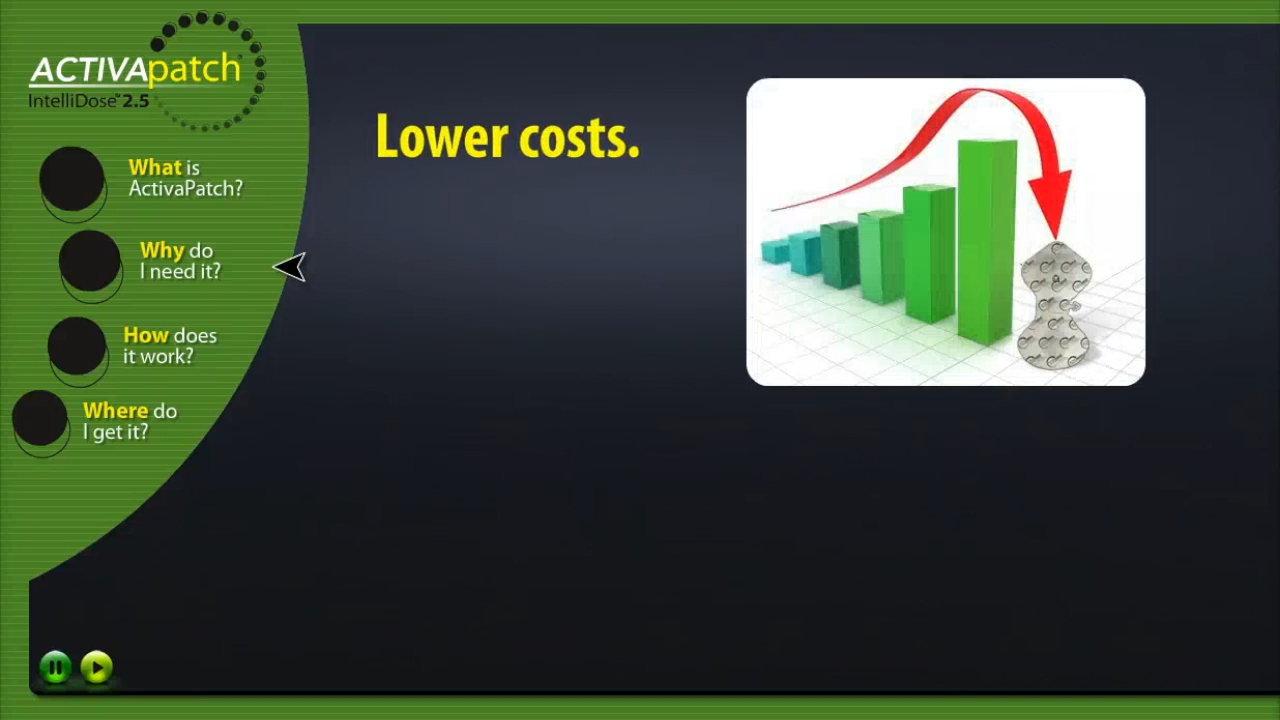 ACTIVApatch
IntelliDose™ 2.5
What is
ActivaPatch?
Why do
I need it?
How does
it work?
Where do
I get it?
Lower costs.